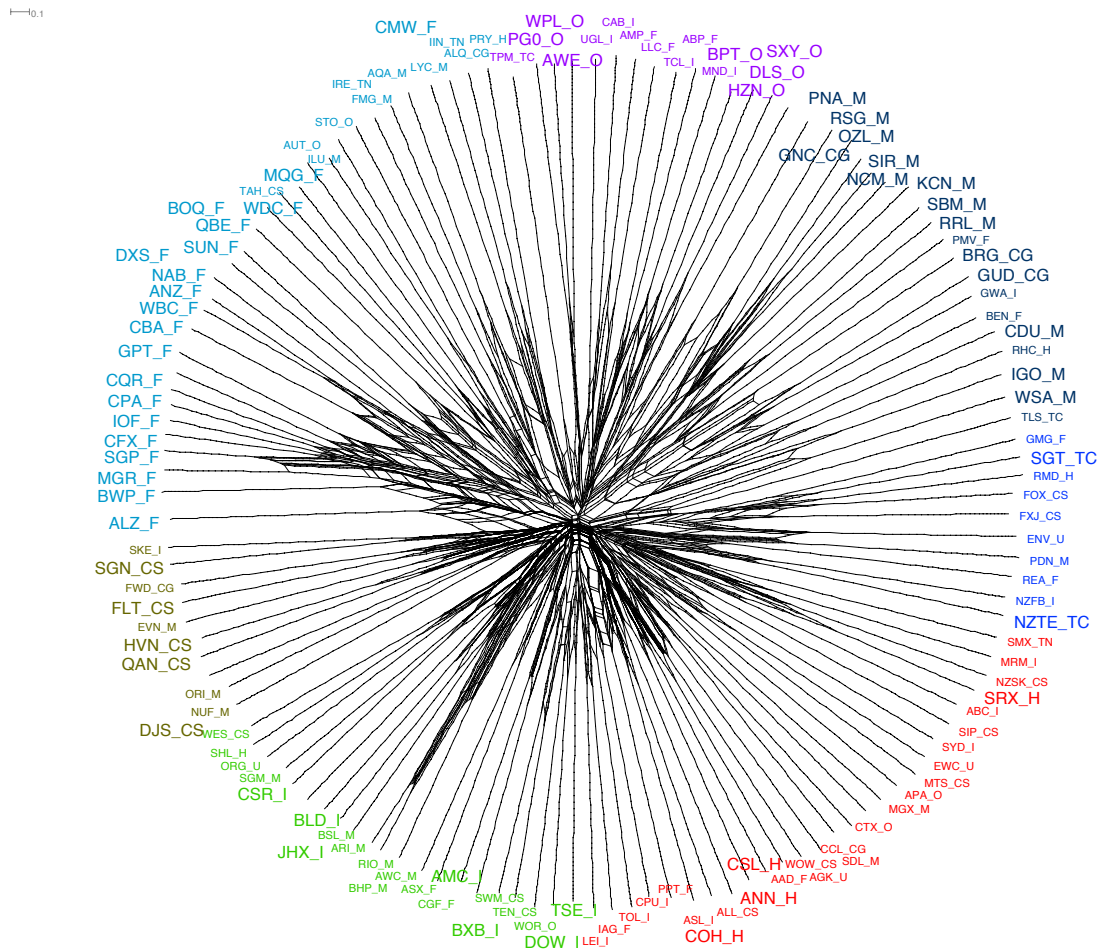 0.1
WPL_O
CAB_I
CMW_F
AMP_F
IIN_TN
PRY_H
PG0_O
UGL_I
LLC_F
ABP_F
ALQ_CG
TPM_TC
AWE_O
TCL_I
BPT_O
SXY_O
LYC_M
MND_I
DLS_O
AQA_M
HZN_O
IRE_TN
FMG_M
PNA_M
STO_O
RSG_M
OZL_M
AUT_O
ILU_M
GNC_CG
SIR_M
MQG_F
NCM_M
KCN_M
TAH_CS
BOQ_F
WDC_F
SBM_M
QBE_F
RRL_M
SUN_F
PMV_F
DXS_F
BRG_CG
NAB_F
GUD_CG
ANZ_F
GWA_I
WBC_F
BEN_F
CBA_F
CDU_M
GPT_F
RHC_H
CQR_F
IGO_M
CPA_F
WSA_M
IOF_F
TLS_TC
CFX_F
GMG_F
SGP_F
SGT_TC
MGR_F
RMD_H
BWP_F
FOX_CS
ALZ_F
FXJ_CS
ENV_U
SKE_I
PDN_M
SGN_CS
REA_F
FWD_CG
NZFB_I
FLT_CS
NZTE_TC
EVN_M
SMX_TN
HVN_CS
MRM_I
QAN_CS
NZSK_CS
ORI_M
SRX_H
NUF_M
ABC_I
DJS_CS
WES_CS
SIP_CS
SHL_H
SYD_I
ORG_U
EWC_U
SGM_M
MTS_CS
CSR_I
APA_O
MGX_M
BLD_I
CTX_O
BSL_M
JHX_I
ARI_M
CCL_CG
RIO_M
CSL_H
WOW_CS
SDL_M
AWC_M
AMC_I
AAD_F
AGK_U
BHP_M
ASX_F
PPT_F
CGF_F
SWM_CS
CPU_I
ANN_H
TEN_CS
TSE_I
TOL_I
ASL_I
ALL_CS
BXB_I
WOR_O
IAG_F
COH_H
DOW_I
LEI_I